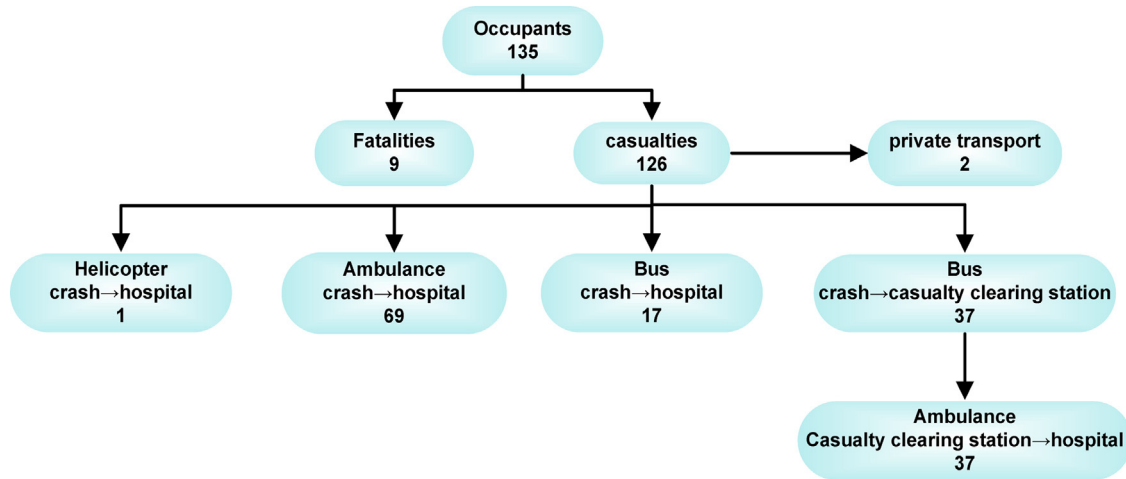 Occupants
135
Fatalities
9
casualties
126
private transport
2
Helicopter
crash→hospital
1
Ambulance
crash→hospital
69
Bus
crash→hospital
17
Bus
crash→casualty clearing station
37
Ambulance
Casualty clearing station→hospital
37